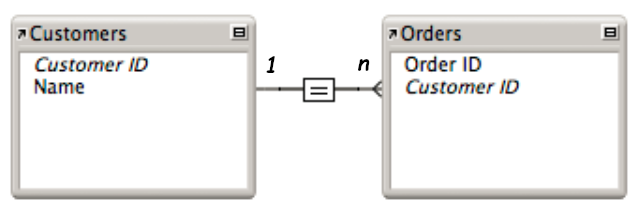 Customers
Customer ID
Name
1
=
n
Orders
Order ID
Customer ID